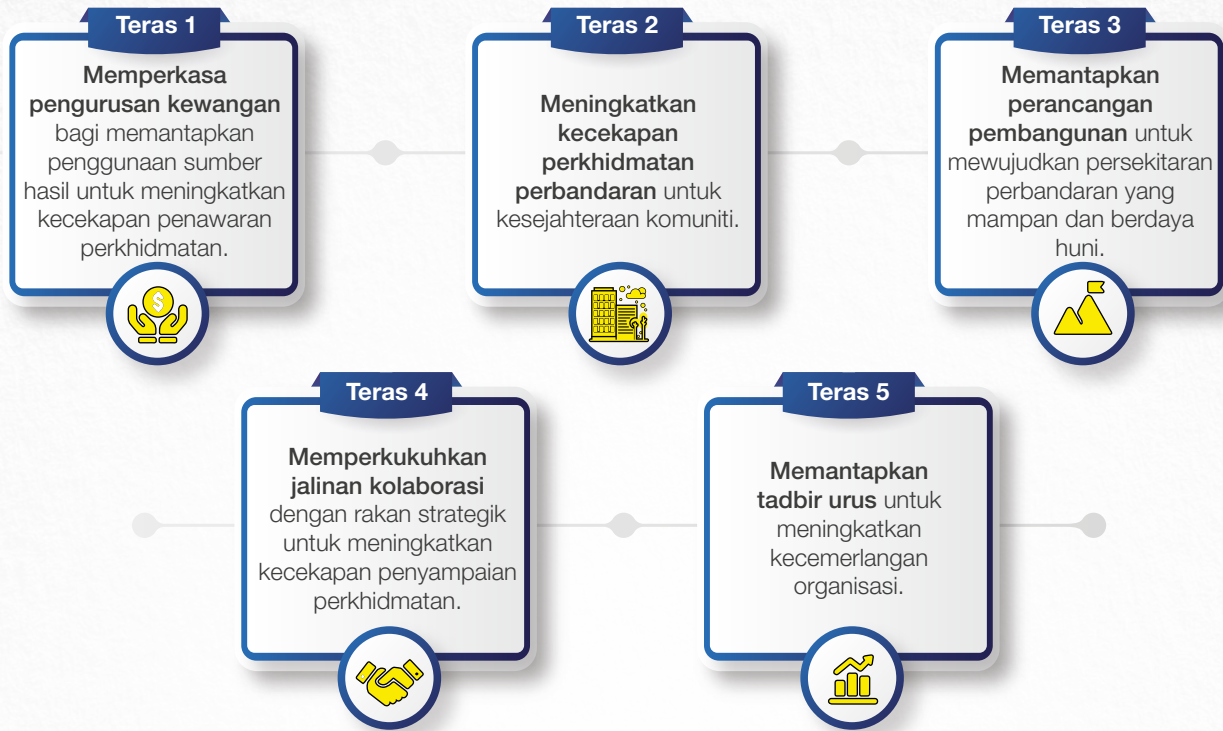 Teras 1
Memperkasa
pengurusan kewangan
bagi memantapkan
penggunaan sumber
hasil untuk meningkatkan
kecekapan penawaran
perkhidmatan.
$
Teras 2
Meningkatkan
kecekapan
perkhidmatan
perbandaran untuk
kesejahteraan komuniti.
Teras 3
Memantapkan
perancangan
pembangunan untuk
mewujudkan persekitaran
perbandaran yang
mampan dan berdaya
huni.
Teras 4
Memperkukuhkan
jalinan kolaborasi
dengan rakan strategik
untuk meningkatkan
kecekapan penyampaian
perkhidmatan.
Teras 5
Memantapkan
tadbir urus untuk
meningkatkan
kecemerlangan
organisasi.